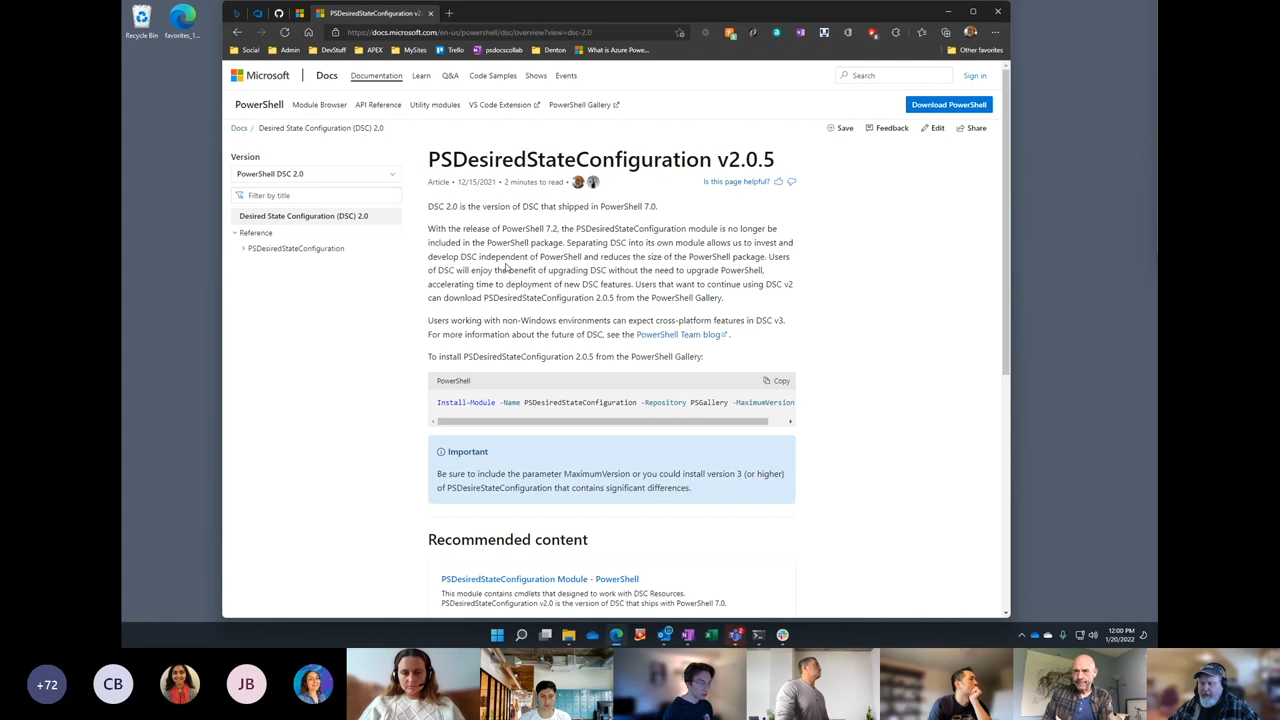 PSDesiredStateConfiguration v2
https://docs.microsoft.com/en-us/powershell/dsc/overview?view=dsc-2.0
Recycle Bin
favorites_1...
Social
Admin
DevStuff
APEX
MySites
Trello
psdocscollab
Denton
What is Azure Powe...
Other favorites
Microsoft
Docs
Documentation
Learn
Q&A
Code Samples
Shows
Events
Search
Sign in
PowerShell
Module Browser
API Reference
Utility modules
VS Code Extension
PowerShell Gallery
Download PowerShell
Docs / Desired State Configuration (DSC) 2.0
Save
Feedback
Edit
Share
Version
PowerShell DSC 2.0
Filter by title
Desired State Configuration (DSC) 2.0
Reference
PSDesiredStateConfiguration
PSDesiredStateConfiguration v2.0.5
Article • 12/15/2021 • 2 minutes to read •
Is this page helpful?
DSC 2.0 is the version of DSC that shipped in PowerShell 7.0.
With the release of PowerShell 7.2, the PSDesiredStateConfiguration module is no longer be
included in the PowerShell package. Separating DSC into its own module allows us to invest and
develop DSC independent of PowerShell and reduces the size of the PowerShell package. Users
of DSC will enjoy the benefit of upgrading DSC without the need to upgrade PowerShell,
accelerating time to deployment of new DSC features. Users that want to continue using DSC v2
can download PSDesiredStateConfiguration 2.0.5 from the PowerShell Gallery.
Users working with non-Windows environments can expect cross-platform features in DSC v3.
For more information about the future of DSC, see the PowerShell Team blog .
To install PSDesiredStateConfiguration 2.0.5 from the PowerShell Gallery:
PowerShell
Copy
Install-Module -Name PSDesiredStateConfiguration -Repository PSGallery -MaximumVersion
Important
Be sure to include the parameter MaximumVersion or you could install version 3 (or higher)
of PSDesireStateConfiguration that contains significant differences.
Recommended content
PSDesiredStateConfiguration Module - PowerShell
This module contains cmdlets that designed to work with DSC Resources.
PSDesiredStateConfiguration v2.0 is the version of DSC that ships with PowerShell 7.0.
12:00 PM
1/20/2022
+72
CB
JB